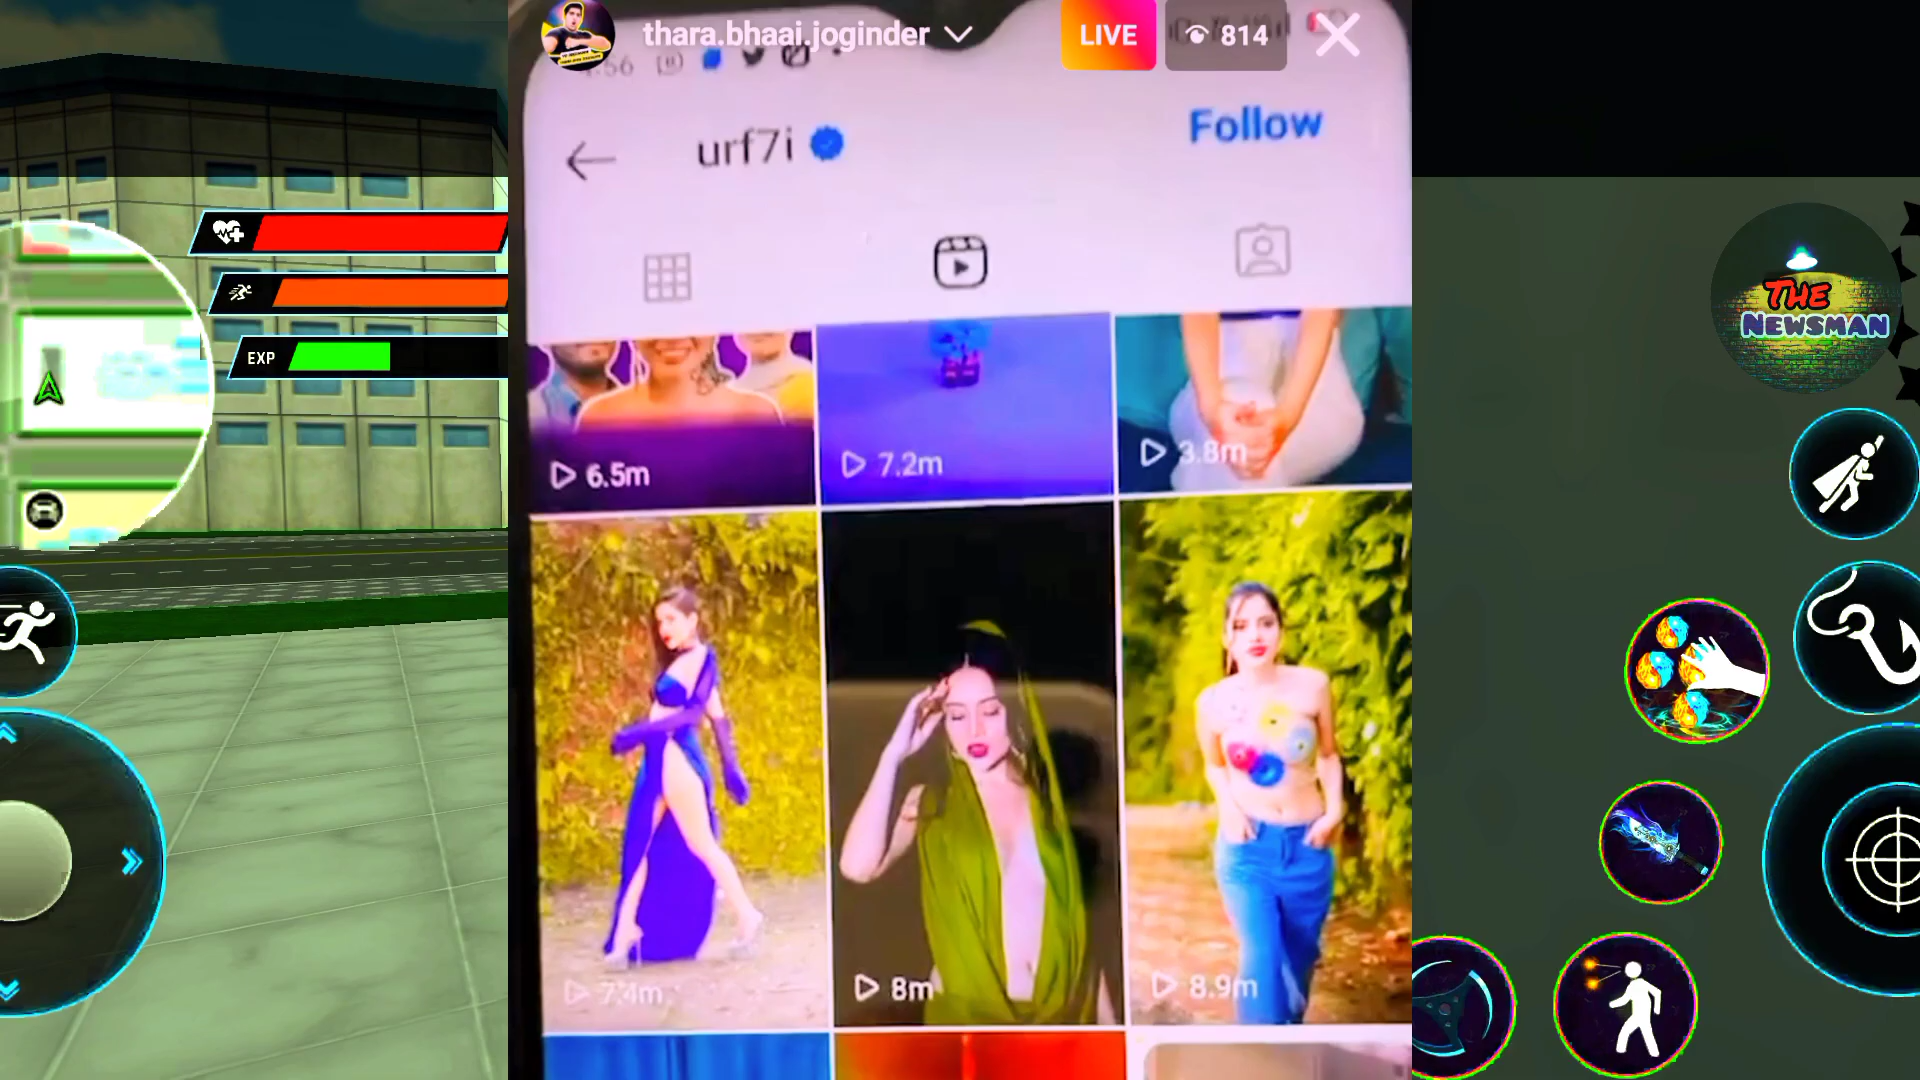 thara.bhaai.joginder
LIVE
814
:56
urf7i
Follow
EXP
6.5m
7.2m
3.8m
7.4m
8m
8.9m
THE
NEWSMAN